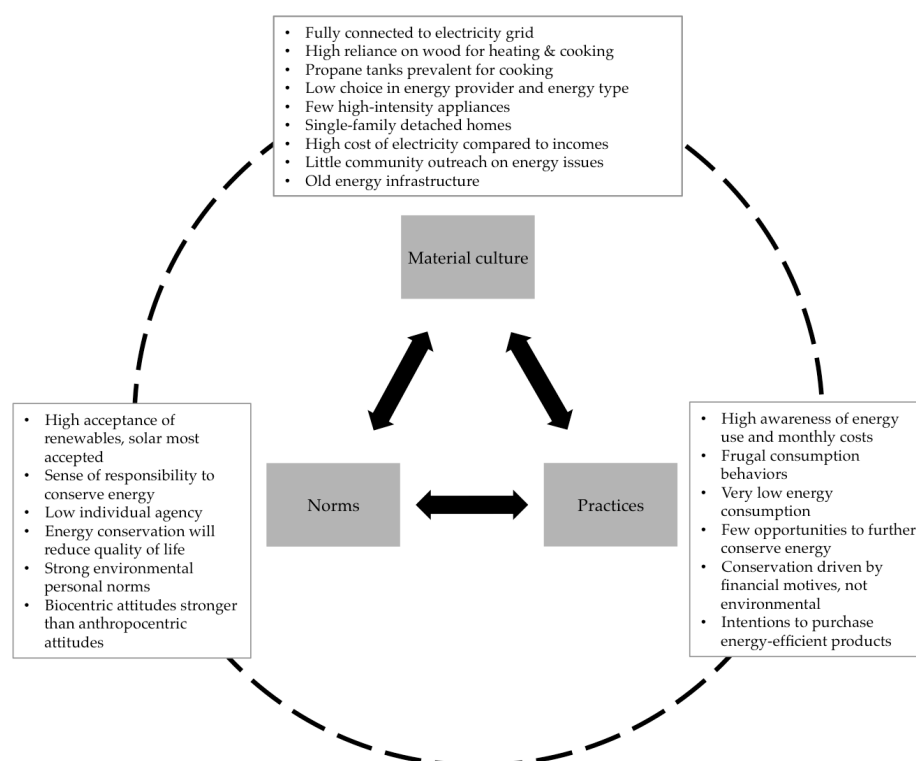 • Fully connected to electricity grid
• High reliance on wood for heating & cooking
• Propane tanks prevalent for cooking
• Low choice in energy provider and energy type
• Few high-intensity appliances
• Single-family detached homes
• High cost of electricity compared to incomes
• Little community outreach on energy issues
• Old energy infrastructure
Material culture
• High acceptance of
renewables, solar most
accepted
• Sense of responsibility to
conserve energy
• Low individual agency
• Energy conservation will
reduce quality of life
• Strong environmental
personal norms
• Biocentric attitudes stronger
than anthropocentric
attitudes
Norms
Practices
• High awareness of energy
use and monthly costs
• Frugal consumption
behaviors
• Very low energy
consumption
• Few opportunities to further
conserve energy
• Conservation driven by
financial motives, not
environmental
• Intentions to purchase
energy-efficient products